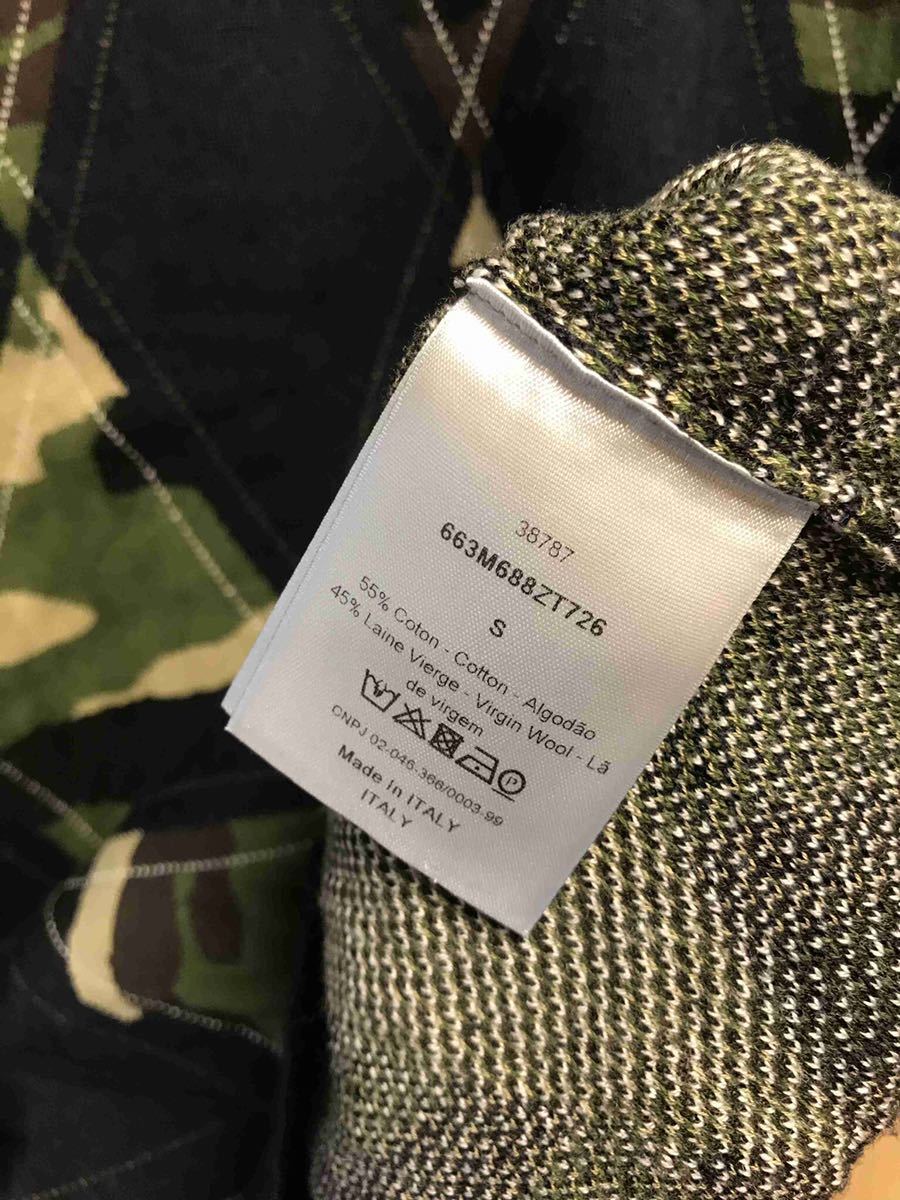 38787
663M688ZT726
S
55% Coton - Cotton - Algodão
45% Laine Vierge - Virgin Wool - Lã
de virgem
P
CNPJ 02-046-366/0003-99
Made in ITALY
ITALY